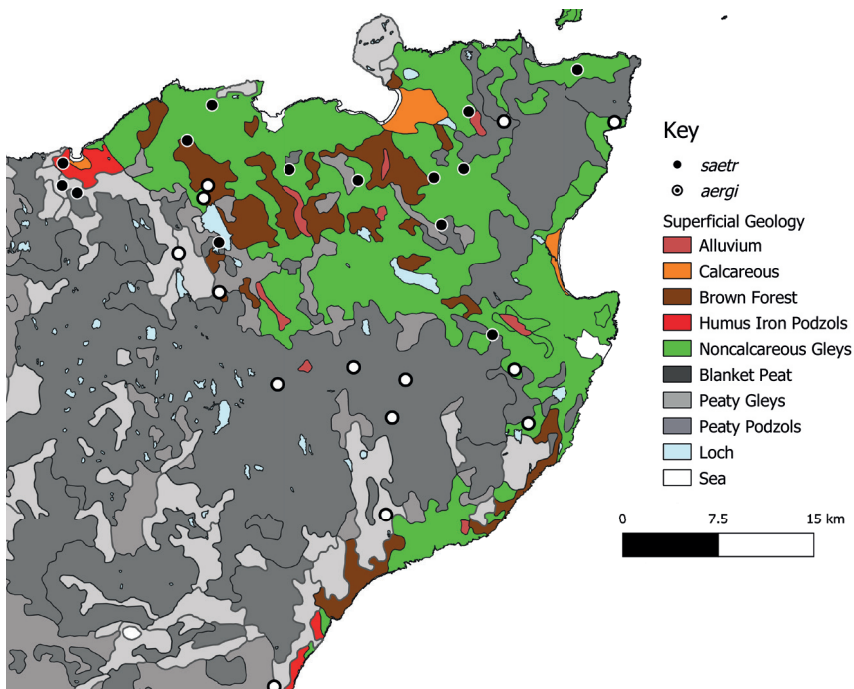 Key
saetr
aergi
Superficial Geology
Alluvium
Calcareous
Brown Forest
Humus Iron Podzols
Noncalcareous Gleys
Blanket Peat
Peaty Gleys
Peaty Podzols
Loch
Sea
0 7.5 15 km